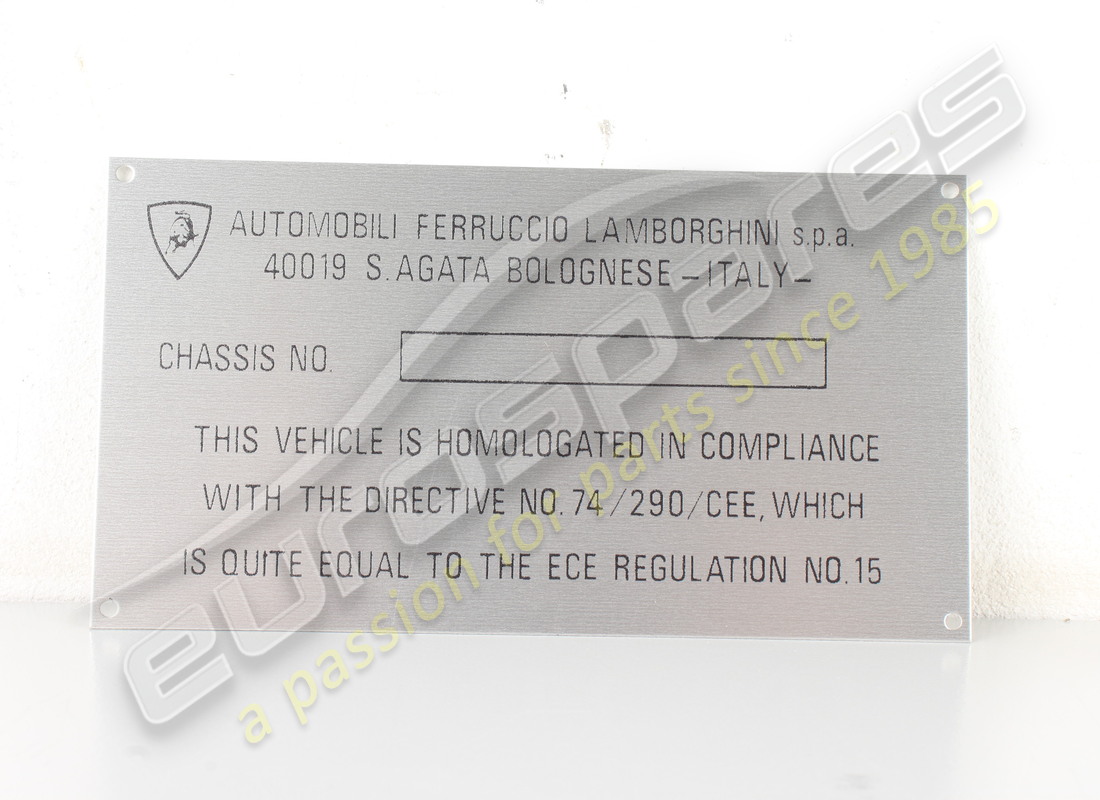 AUTOMOBILI FERRUCCIO LAMBORGHINI s.p.a.
40019 S.AGATA BOLOGNESE -ITALY-
CHASSIS NO.
THIS VEHICLE IS HOMOLOGATED IN COMPLIANCE
WITH THE DIRECTIVE NO. 74/290/CEE, WHICH
IS QUITE EQUAL TO THE ECE REGULATION NO.15
eurospares
a passion for parts since 1985